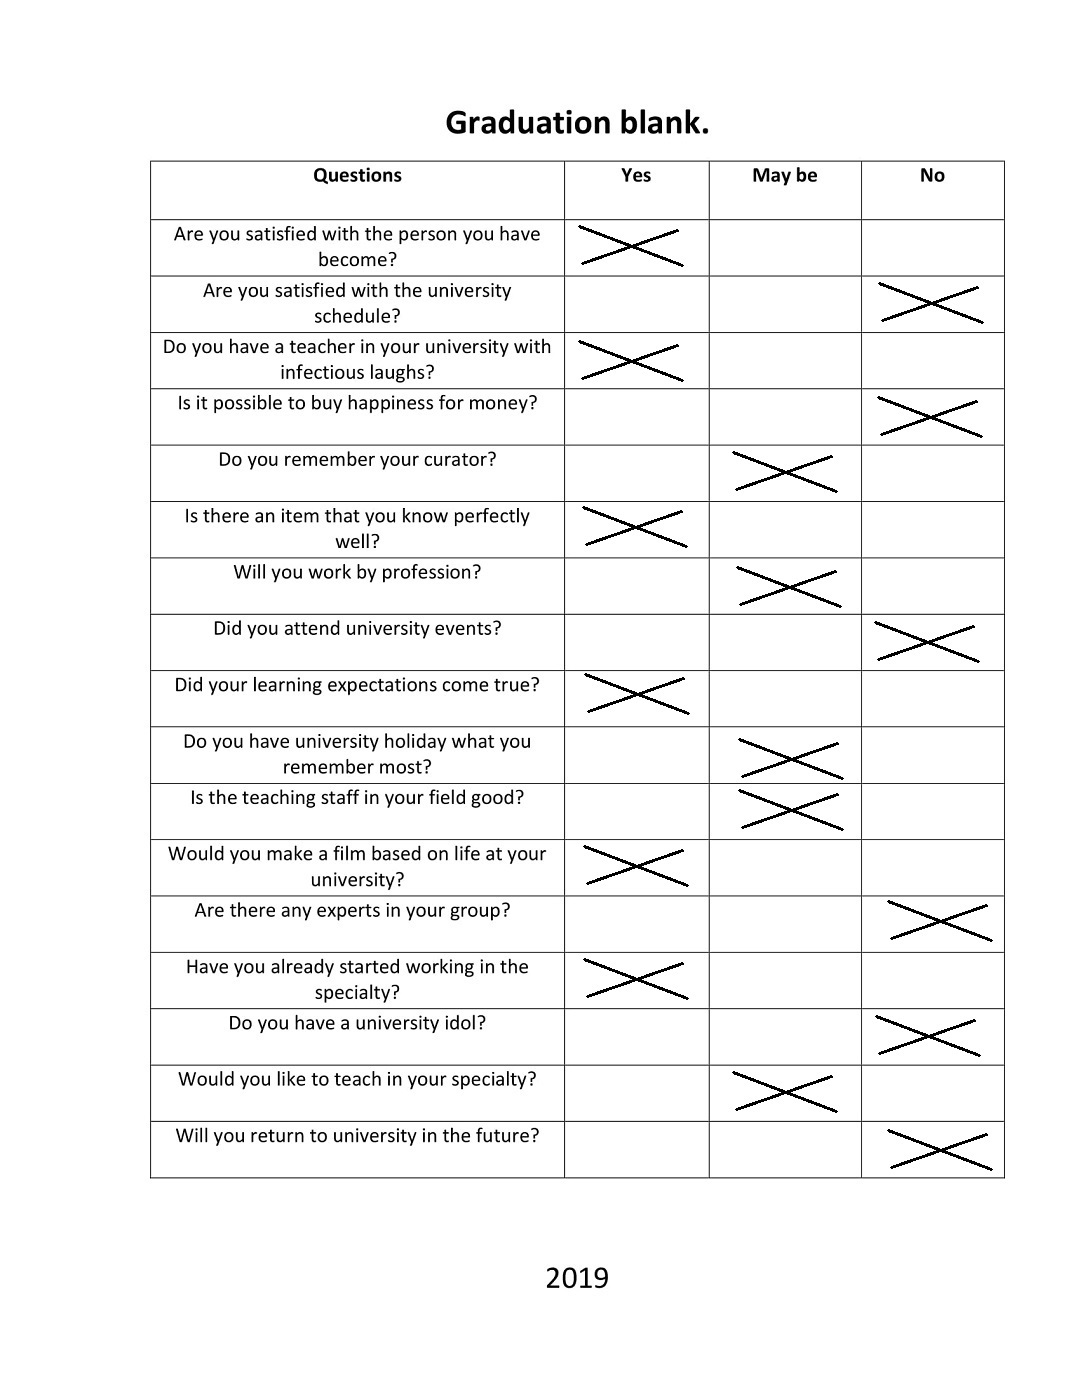 Graduation blank.
Questions Yes May be No
Are you satisfied with the person you have
become?
Are you satisfied with the university
schedule?
Do you have a teacher in your university with
infectious laughs?
Is it possible to buy happiness for money?
Do you remember your curator?
Is there an item that you know perfectly
well?
Will you work by profession?
Did you attend university events?
Did your learning expectations come true?
Do you have university holiday what you
remember most?
Is the teaching staff in your field good?
Would you make a film based on life at your
university?
Are there any experts in your group?
Have you already started working in the
specialty?
Do you have a university idol?
Would you like to teach in your specialty?
Will you return to university in the future?
2019